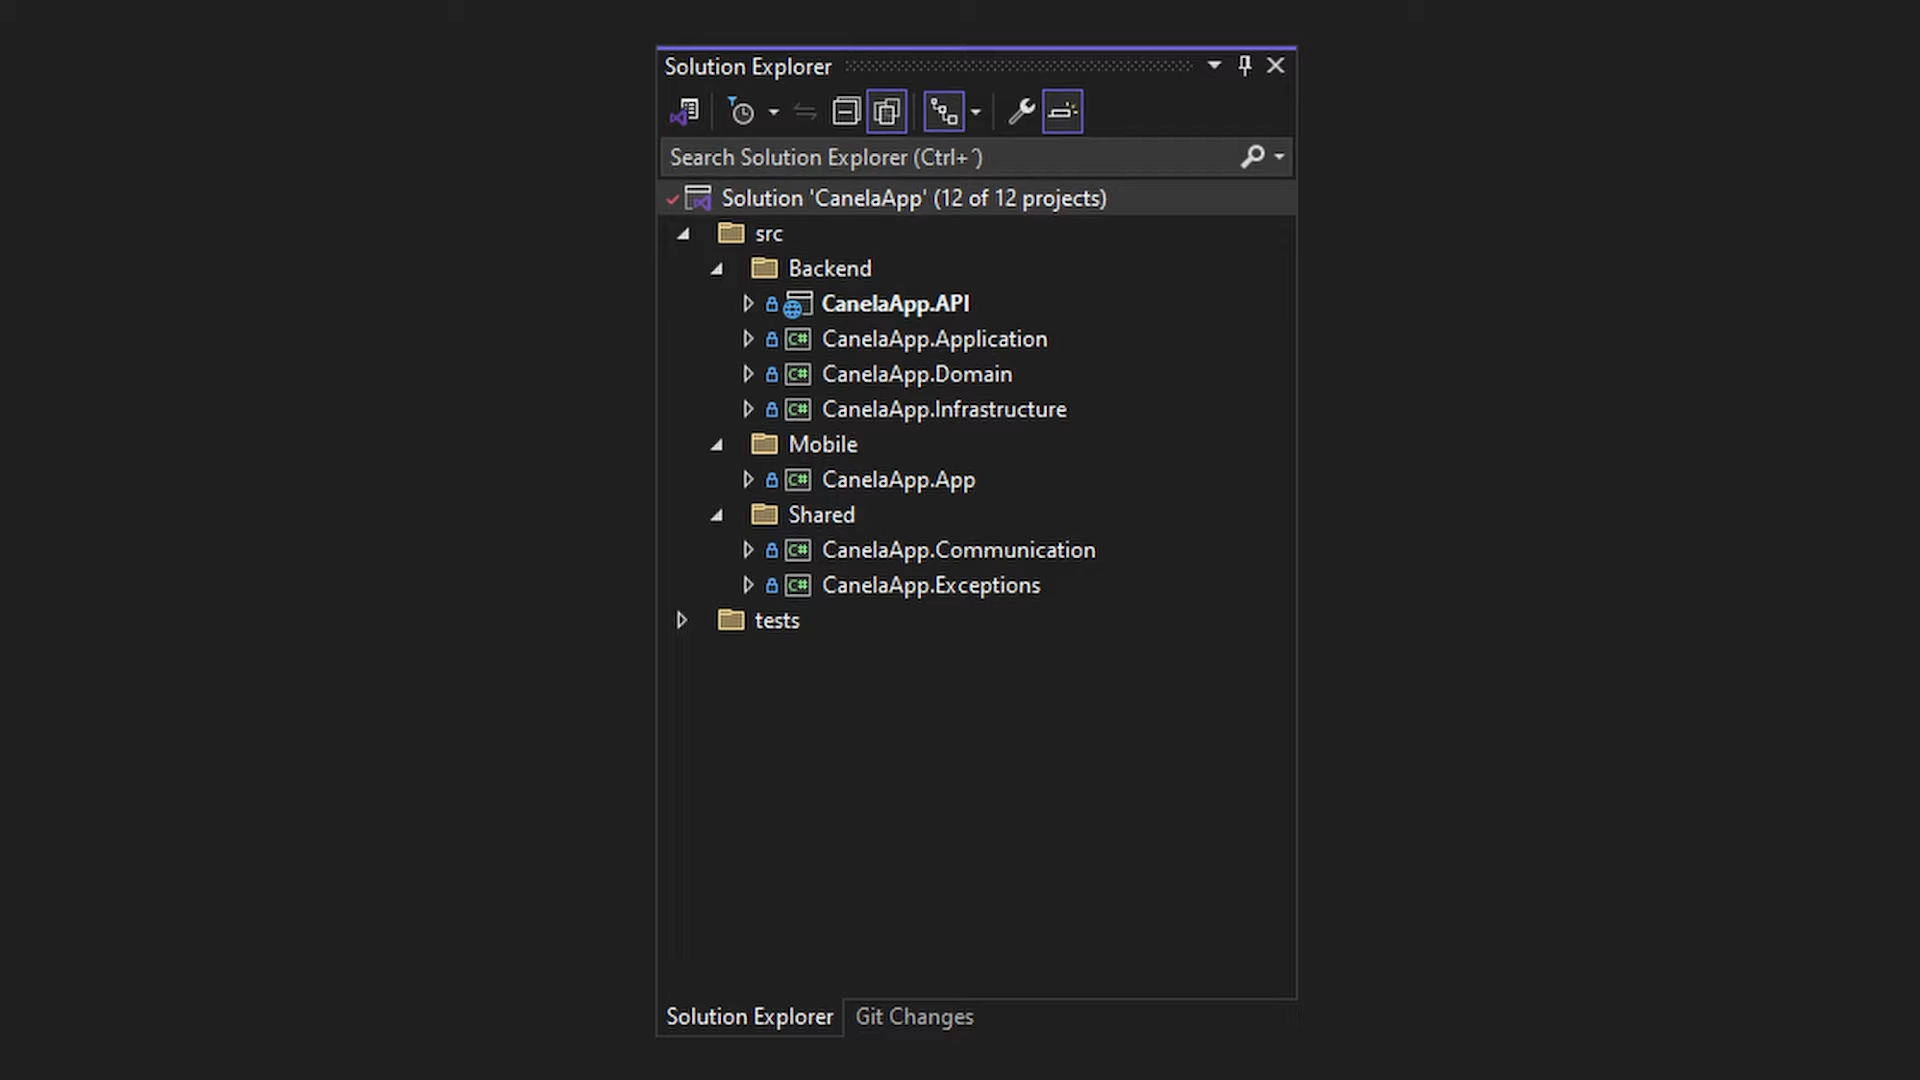 Solution Explorer
Search Solution Explorer (Ctrl+´)
Solution 'CanelaApp' (12 of 12 projects)
src
Backend
CanelaApp.API
C# CanelaApp.Application
C# CanelaApp.Domain
C# CanelaApp.Infrastructure
Mobile
C# CanelaApp.App
Shared
C# CanelaApp.Communication
C# CanelaApp.Exceptions
tests
Solution Explorer Git Changes